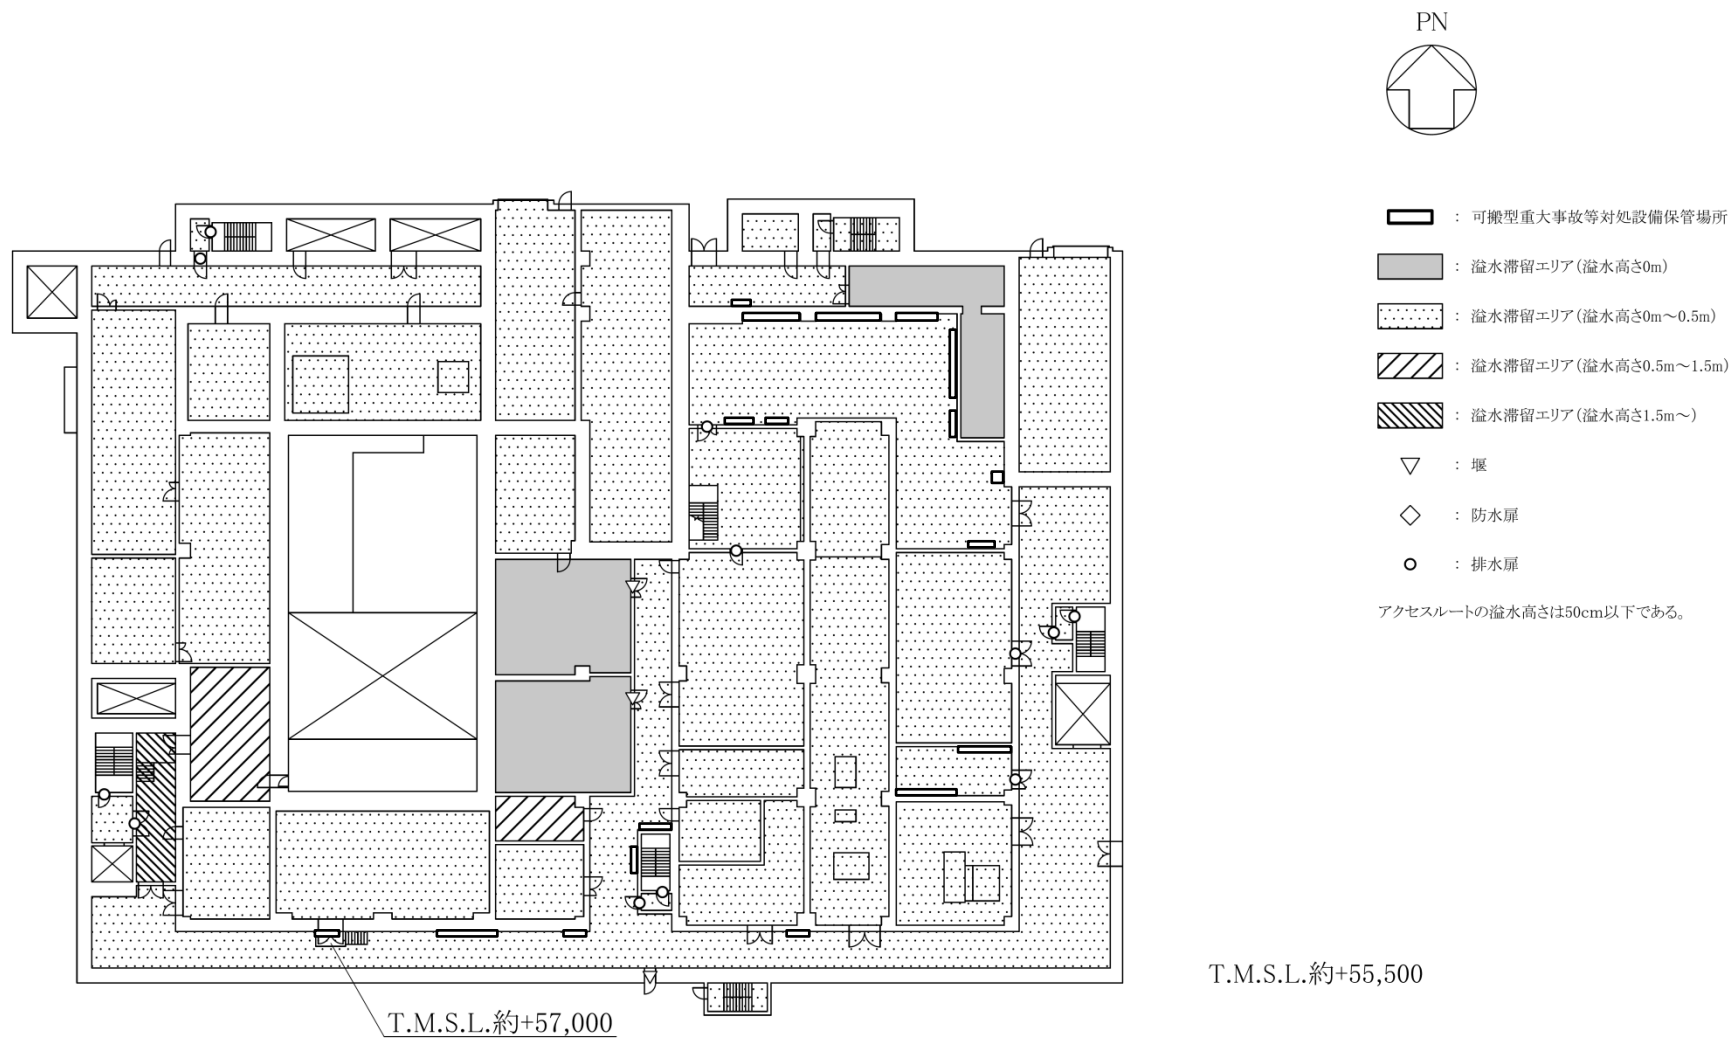 PN
： 可搬型重大事故等対処設備保管場所
： 溢水滞留エリア（溢水高さ0m）
： 溢水滞留エリア（溢水高さ0m～0.5m）
： 溢水滞留エリア（溢水高さ0.5m～1.5m）
： 溢水滞留エリア（溢水高さ1.5m～）
： 堰
： 防水扉
： 排水扉
アクセスルートの溢水高さは50cm以下である。
T.M.S.L.約+55,500
T.M.S.L.約+57,000